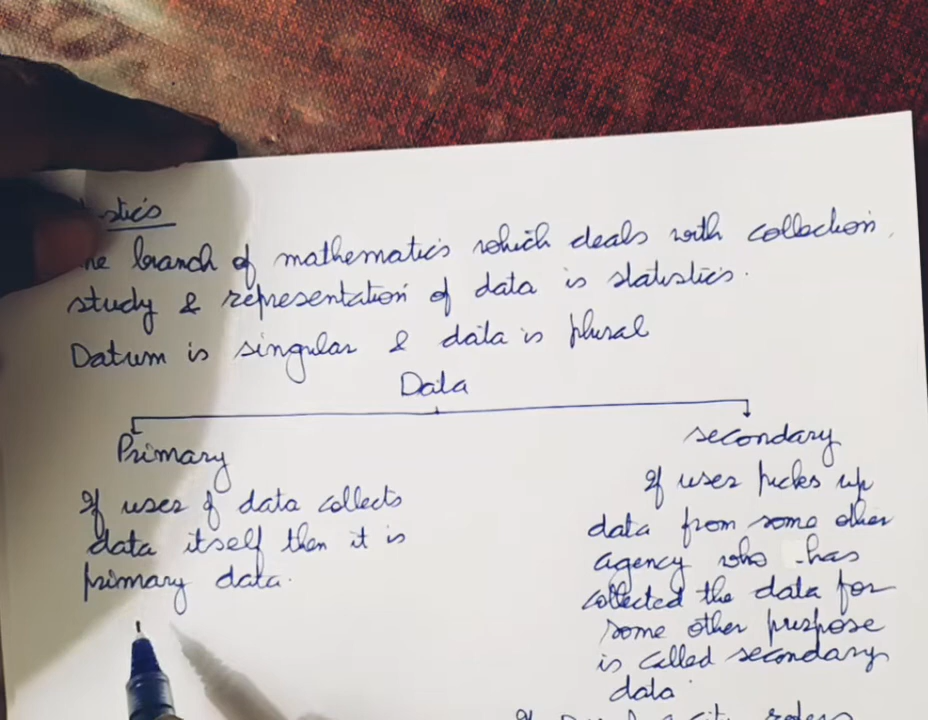 stics
he branch of mathematics which deals with collection,
study & representation of data is statistics.
Datum is singular & data is plural
Data
Primary
If user of data collects
data itself then it is
primary data.
secondary
If user picks up
data from some other
agency who has
collected the data for
some other purpose
is called secondary
data